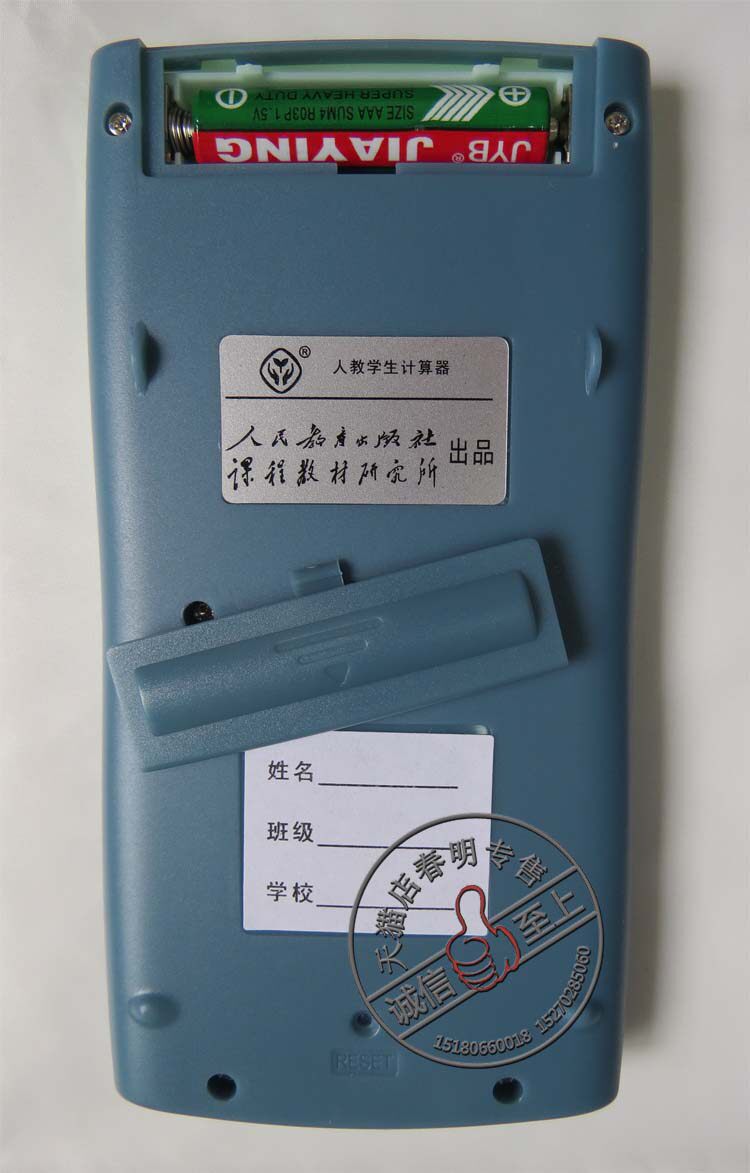 SIZE AAA SUM4 R03P 1.5V
SUPER HEAVY DUTY
JYB® JIAYING
® 人教学生计算器
人民教育出版社
课程教材研究所
出品
姓名
班级
学校
天猫店春明专售
诚信至上
15180660018 15270285060
RESET